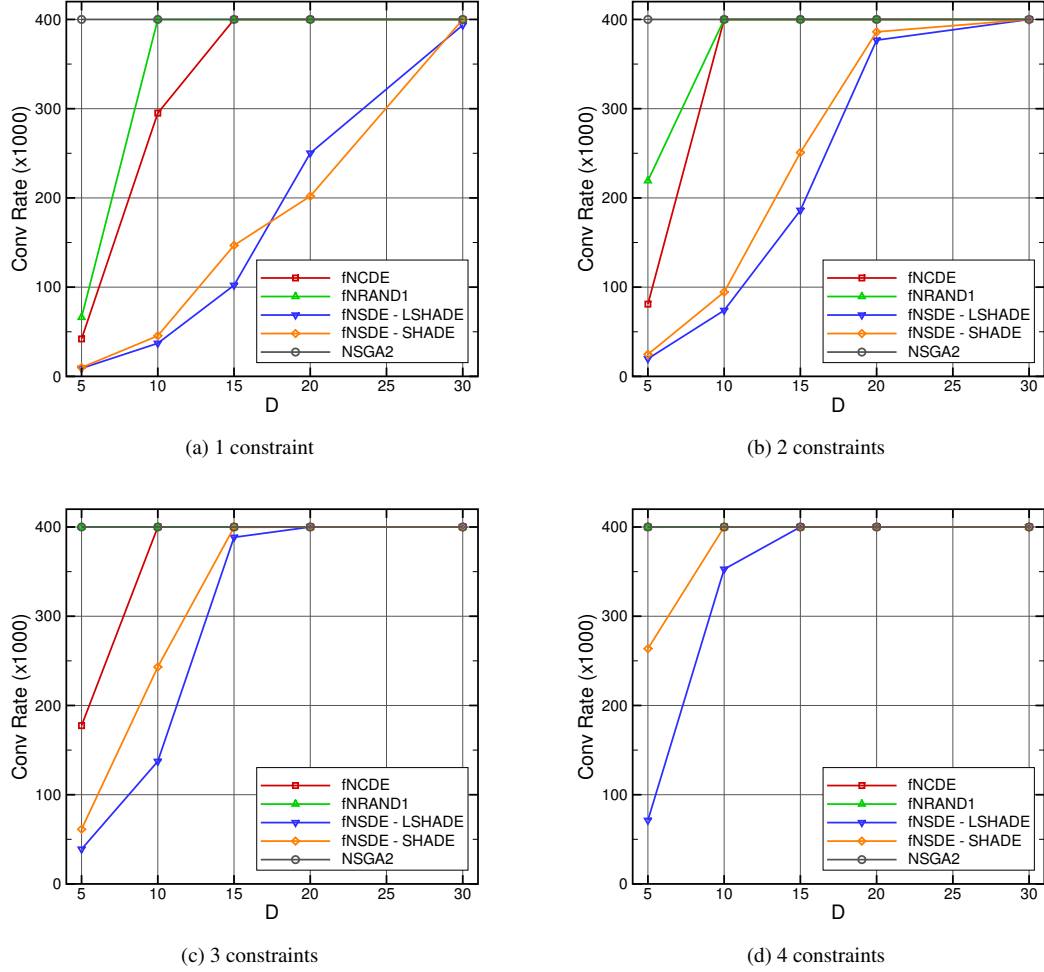 400
300
200
100
0
Conv Rate (x1000)
5
10
15
20
25
30
D
fNCDE
fNRAND1
fNSDE - LSHADE
fNSDE - SHADE
NSGA2
(a) 1 constraint
400
300
200
100
0
Conv Rate (x1000)
5
10
15
20
25
30
D
fNCDE
fNRAND1
fNSDE - LSHADE
fNSDE - SHADE
NSGA2
(b) 2 constraints
400
300
200
100
0
Conv Rate (x1000)
5
10
15
20
25
30
D
fNCDE
fNRAND1
fNSDE - LSHADE
fNSDE - SHADE
NSGA2
(c) 3 constraints
400
300
200
100
0
Conv Rate (x1000)
5
10
15
20
25
30
D
fNCDE
fNRAND1
fNSDE - LSHADE
fNSDE - SHADE
NSGA2
(d) 4 constraints